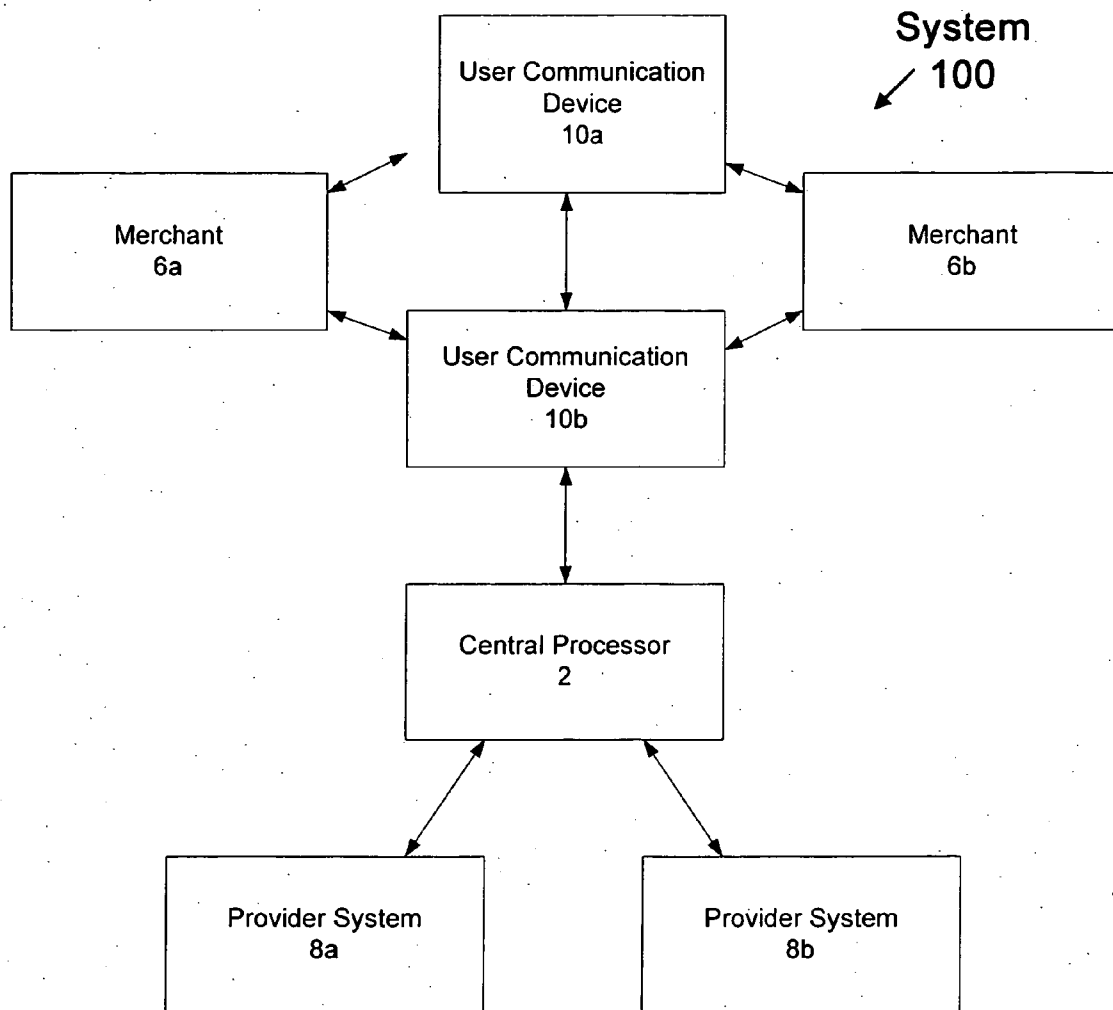 System
100
User Communication
Device
10a
Merchant
6a
Merchant
6b
User Communication
Device
10b
Central Processor
2
Provider System
8a
Provider System
8b